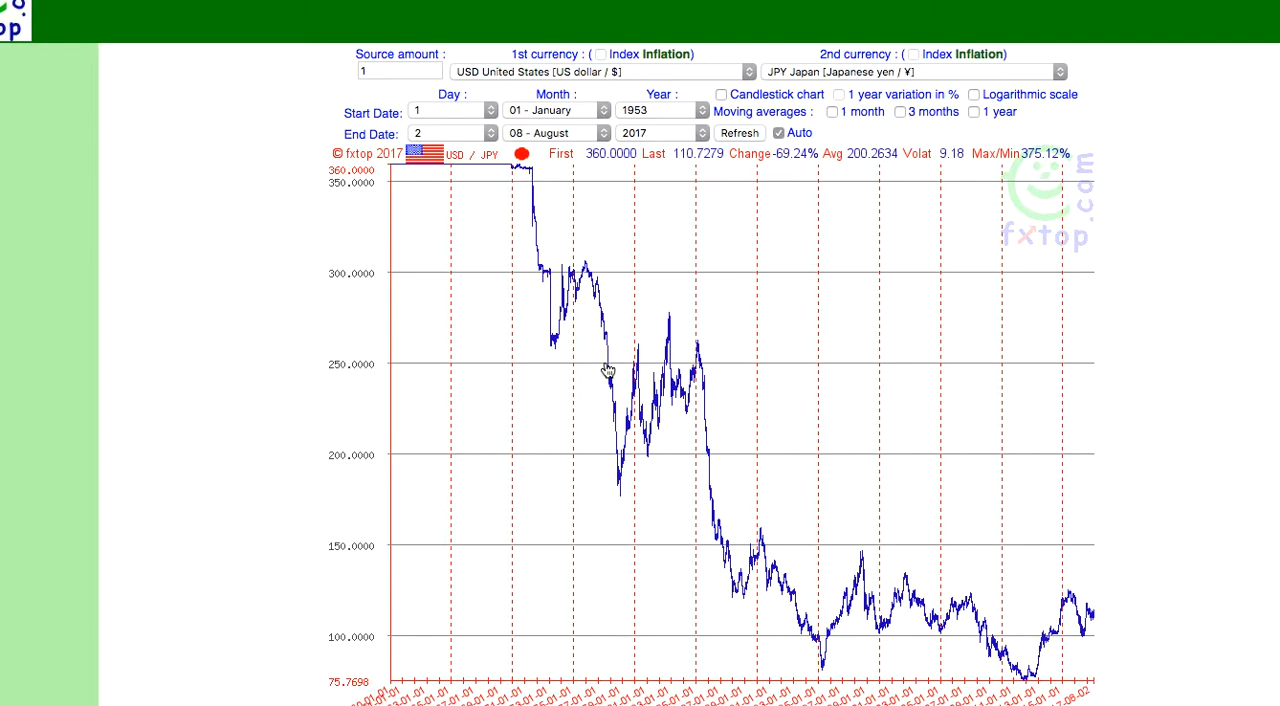 op
Source amount :
1st currency : ( Index Inflation)
2nd currency : ( Index Inflation)
1
USD United States [US dollar / $]
JPY Japan [Japanese yen / ¥]
Day :
Month :
Year :
Candlestick chart
1 year variation in %
Logarithmic scale
Start Date:
1
01 - January
1953
Moving averages :
1 month
3 months
1 year
End Date:
2
08 - August
2017
Refresh
Auto
© fxtop 2017 USD / JPY First 360.0000 Last 110.7279 Change-69.24% Avg 200.2634 Volat 9.18 Max/Min375.12%
fxtop
.com
360.0000
350.0000
300.0000
250.0000
200.0000
150.0000
100.0000
75.7698